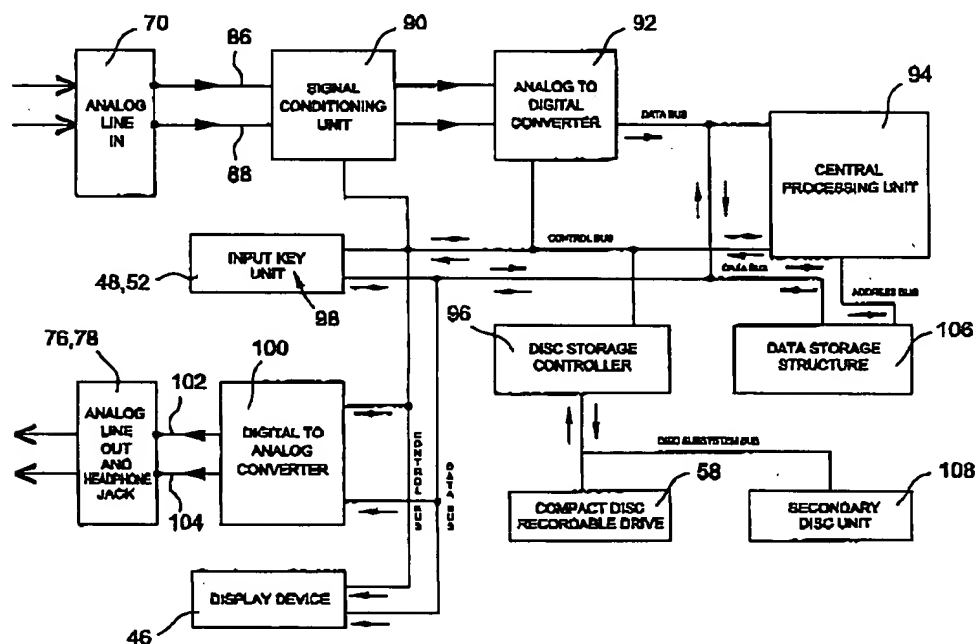 70
86
90
92
94
ANALOG
LINE
IN
SIGNAL
CONDITIONING
UNIT
ANALOG TO
DIGITAL
CONVERTER
DATA BUS
CENTRAL
PROCESSING UNIT
88
CONTROL BUS
INPUT KEY
UNIT
48,52
98
DATA BUS
ADDRESS BUS
96
106
76,78
100
DISC STORAGE
CONTROLLER
DATA STORAGE
STRUCTURE
102
ANALOG
LINE
OUT
AND
HEADPHONE
JACK
DIGITAL TO
ANALOG
CONVERTER
104
CONTROL BUS
DATA BUS
DISC SUBSYSTEM BUS
58
108
COMPACT DISC
RECORDABLE DRIVE
SECONDARY
DISC UNIT
DISPLAY DEVICE
46